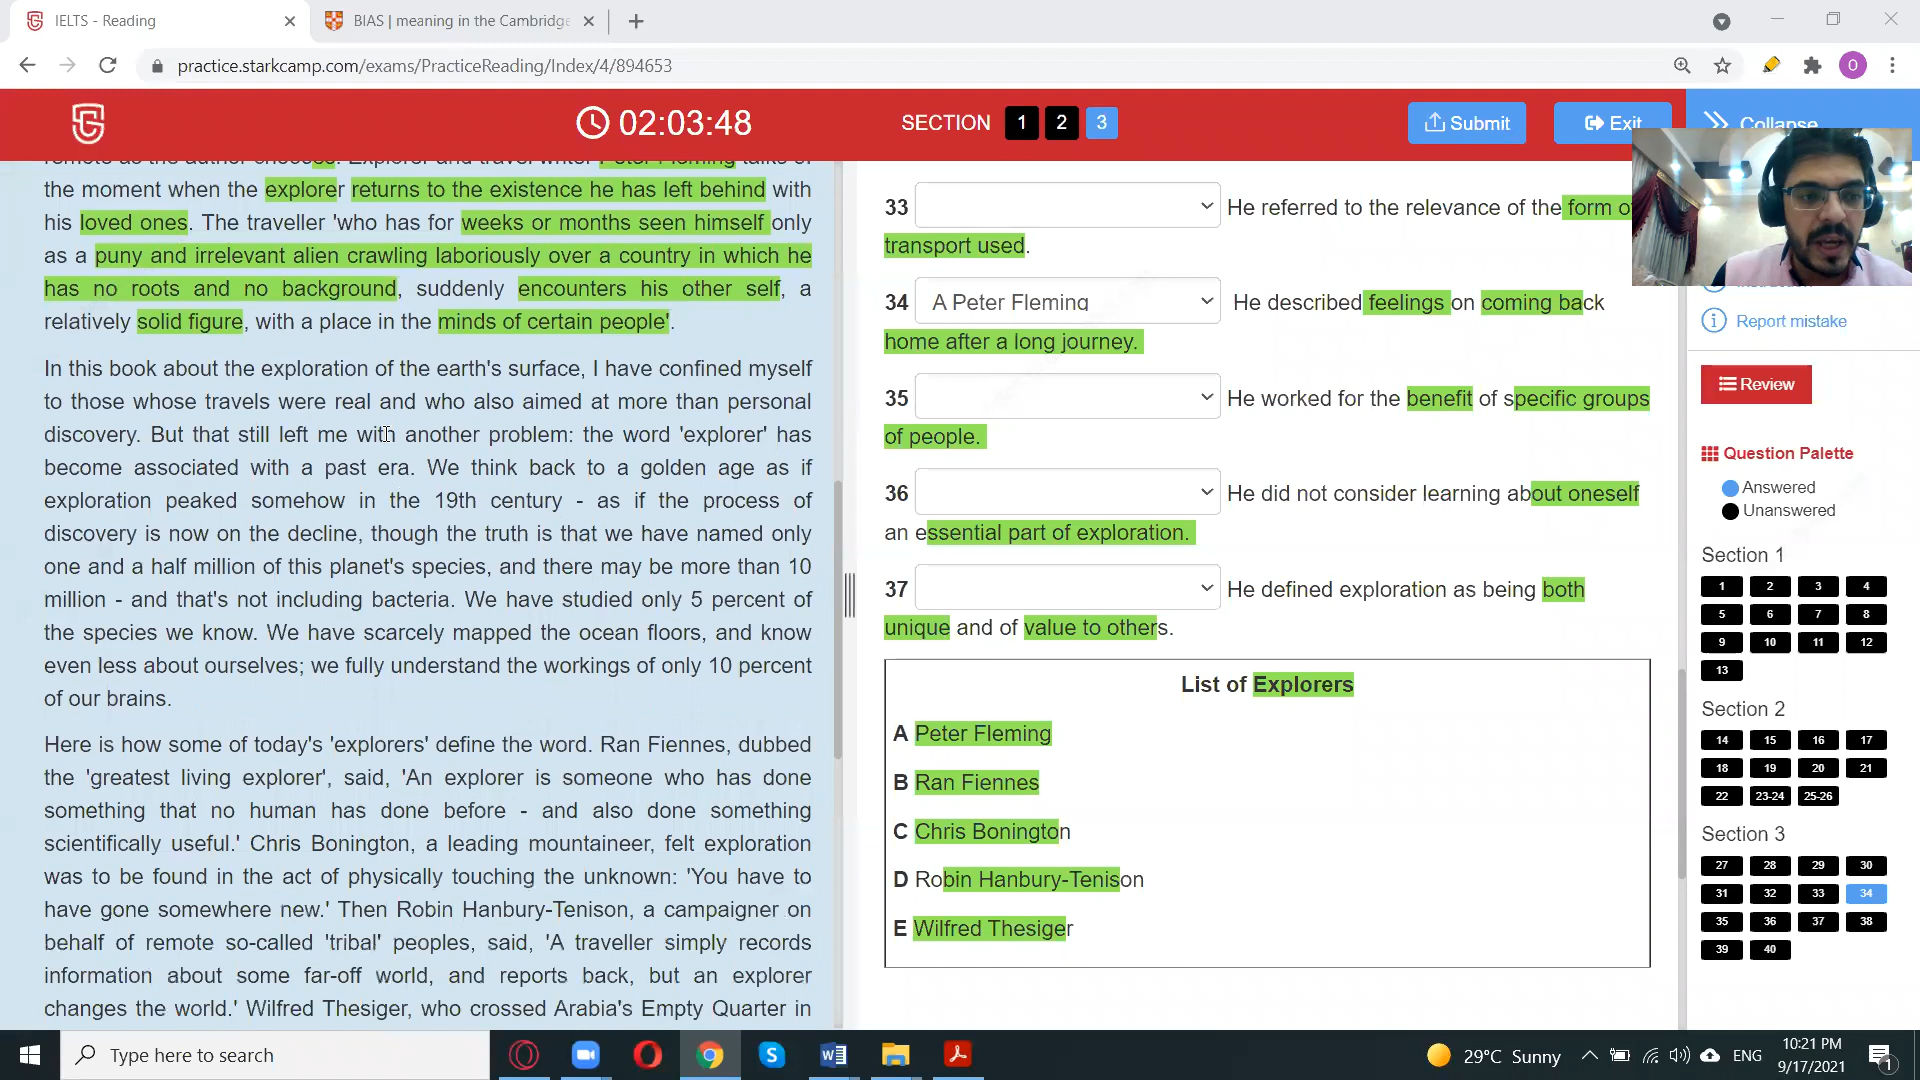 IELTS - Reading
BIAS | meaning in the Cambridge
practice.starkcamp.com/exams/PracticeReading/Index/4/894653
O
02:03:48
SECTION 1 2 3
Submit
Exit
Collapse
remote as the author chooses. Explorer and travel writer Peter Fleming talks of
the moment when the explorer returns to the existence he has left behind with
his loved ones. The traveller 'who has for weeks or months seen himself only
as a puny and irrelevant alien crawling laboriously over a country in which he
has no roots and no background, suddenly encounters his other self, a
relatively solid figure, with a place in the minds of certain people'.
In this book about the exploration of the earth's surface, I have confined myself
to those whose travels were real and who also aimed at more than personal
discovery. But that still left me with another problem: the word 'explorer' has
become associated with a past era. We think back to a golden age as if
exploration peaked somehow in the 19th century - as if the process of
discovery is now on the decline, though the truth is that we have named only
one and a half million of this planet's species, and there may be more than 10
million - and that's not including bacteria. We have studied only 5 percent of
the species we know. We have scarcely mapped the ocean floors, and know
even less about ourselves; we fully understand the workings of only 10 percent
of our brains.
Here is how some of today's 'explorers' define the word. Ran Fiennes, dubbed
the 'greatest living explorer', said, 'An explorer is someone who has done
something that no human has done before - and also done something
scientifically useful.' Chris Bonington, a leading mountaineer, felt exploration
was to be found in the act of physically touching the unknown: 'You have to
have gone somewhere new.' Then Robin Hanbury-Tenison, a campaigner on
behalf of remote so-called 'tribal' peoples, said, 'A traveller simply records
information about some far-off world, and reports back, but an explorer
changes the world.' Wilfred Thesiger, who crossed Arabia's Empty Quarter in
33 He referred to the relevance of the form of
transport used.
34 A Peter Fleming He described feelings on coming back
home after a long journey.
35 He worked for the benefit of specific groups
of people.
36 He did not consider learning about oneself
an essential part of exploration.
37 He defined exploration as being both
unique and of value to others.
List of Explorers
A Peter Fleming
B Ran Fiennes
C Chris Bonington
D Robin Hanbury-Tenison
E Wilfred Thesiger
Report mistake
Review
Question Palette
Answered
Unanswered
Section 1
1 2 3 4
5 6 7 8
9 10 11 12
13
Section 2
14 15 16 17
18 19 20 21
22 23-24 25-26
Section 3
27 28 29 30
31 32 33 34
35 36 37 38
39 40
Type here to search
29°C Sunny
ENG
10:21 PM
9/17/2021
1